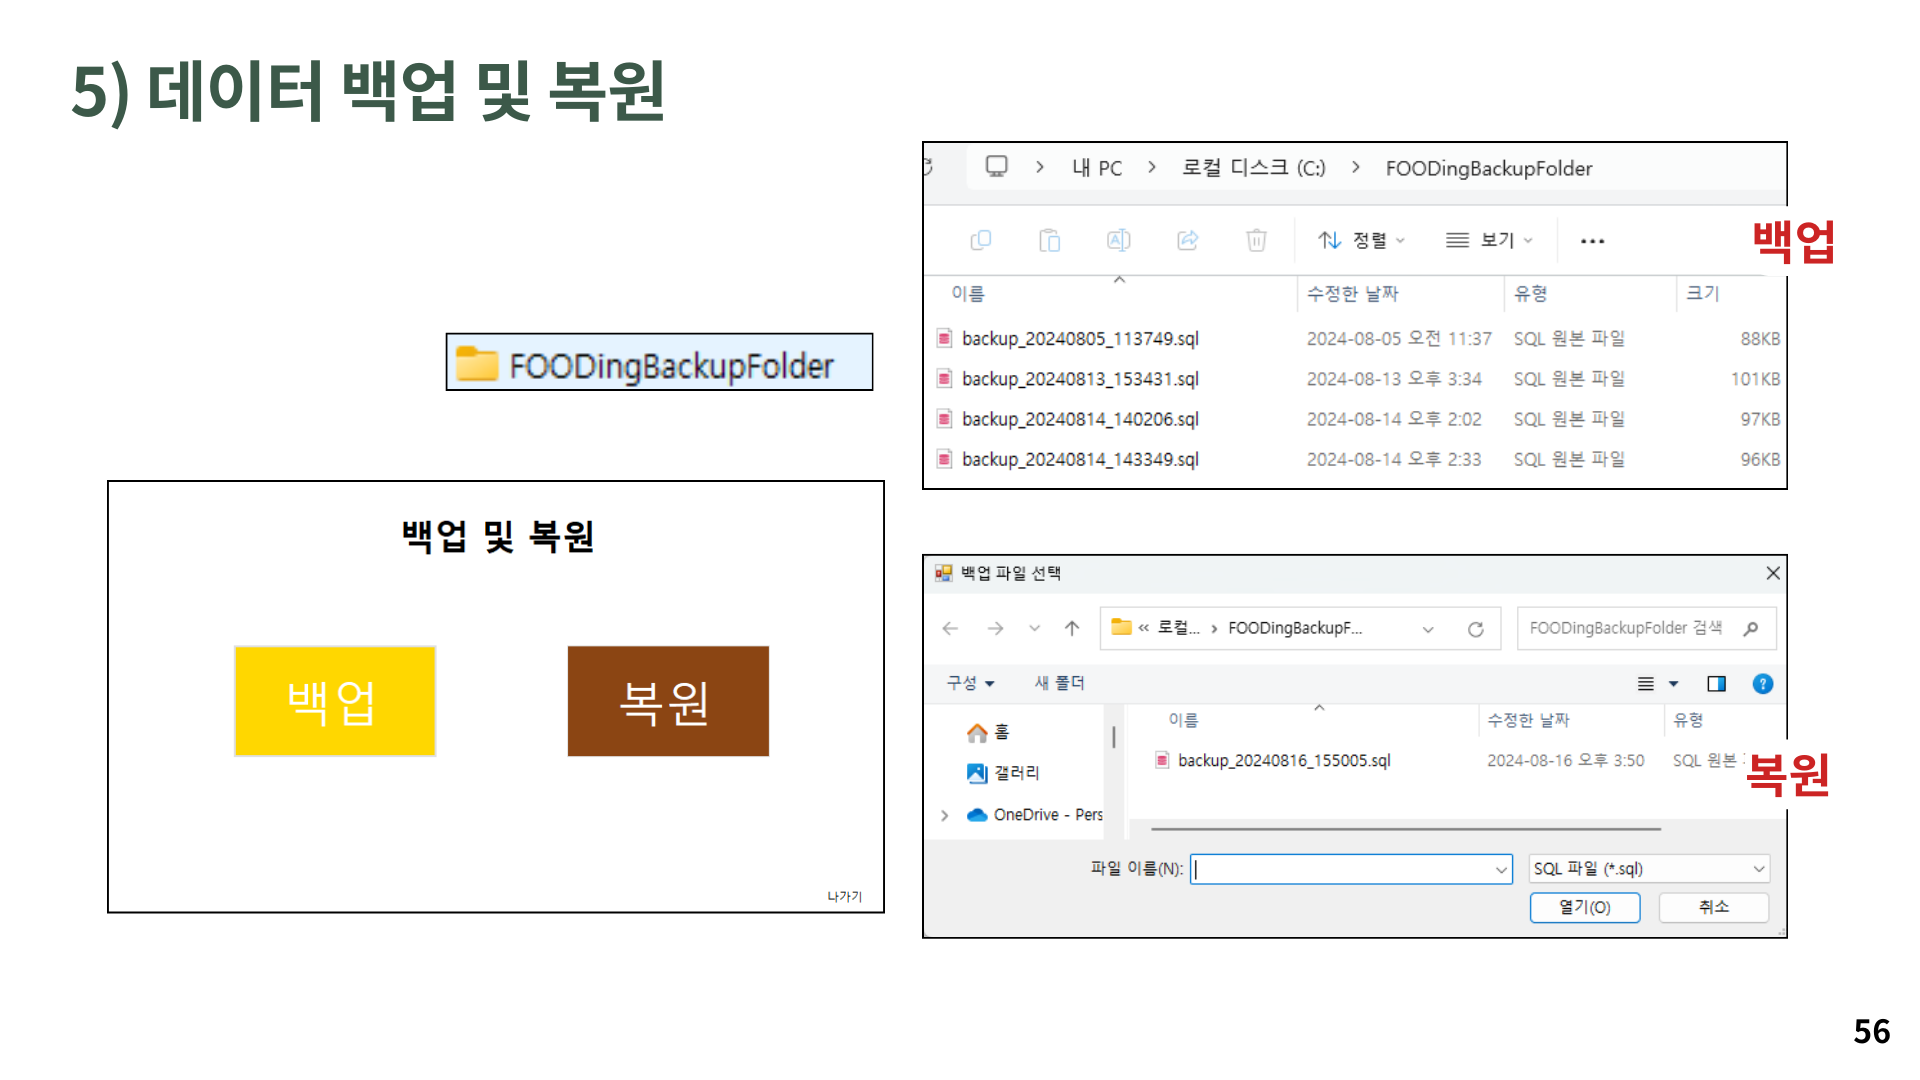 5) 데이터 백업 및 복원
FOODingBackupFolder
백업 및 복원
백업
복원
나가기
내 PC > 로컬 디스크 (C:) > FOODingBackupFolder
정렬 보기 ...
백업
이름 수정한 날짜 유형 크기
backup_20240805_113749.sql 2024-08-05 오전 11:37 SQL 원본 파일 88KB
backup_20240813_153431.sql 2024-08-13 오후 3:34 SQL 원본 파일 101KB
backup_20240814_140206.sql 2024-08-14 오후 2:02 SQL 원본 파일 97KB
backup_20240814_143349.sql 2024-08-14 오후 2:33 SQL 원본 파일 96KB
백업 파일 선택
« 로컬... > FOODingBackupF... FOODingBackupFolder 검색
구성 새 폴더
홈
갤러리
OneDrive - Pers
이름 수정한 날짜 유형
backup_20240816_155005.sql 2024-08-16 오후 3:50 SQL 원본
복원
파일 이름(N): SQL 파일 (*.sql)
열기(O) 취소
56